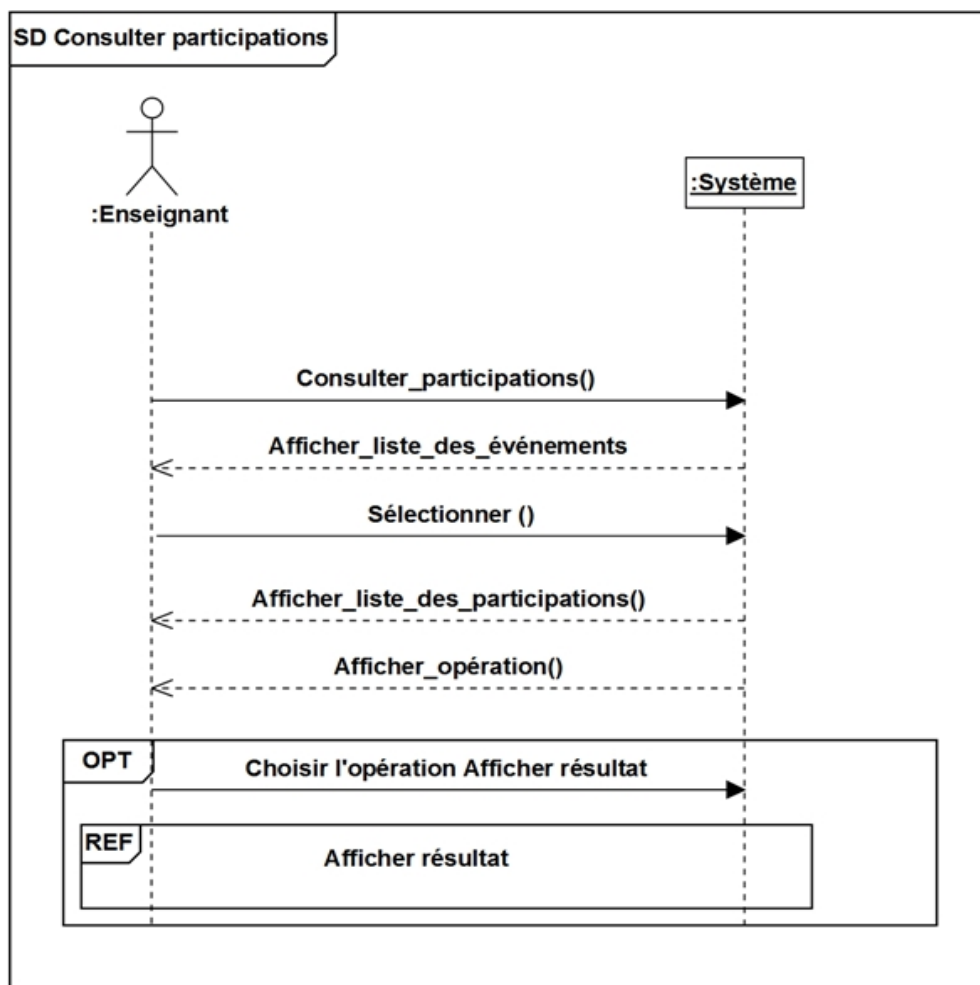 SD Consulter participations
:Enseignant
:Système
Consulter_participations()
Afficher_liste_des_événements
Sélectionner ()
Afficher_liste_des_participations()
Afficher_opération()
OPT
Choisir l'opération Afficher résultat
REF
Afficher résultat